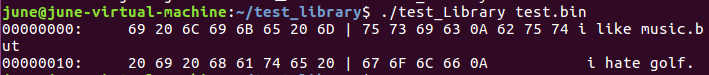 june@june-virtual-machine:~/test_library$ ./test_Library test.bin
00000000: 69 20 6C 69 6B 65 20 6D | 75 73 69 63 0A 62 75 74 i like music.b
ut
00000010: 20 69 20 68 61 74 65 20 | 67 6F 6C 66 0A i hate golf.